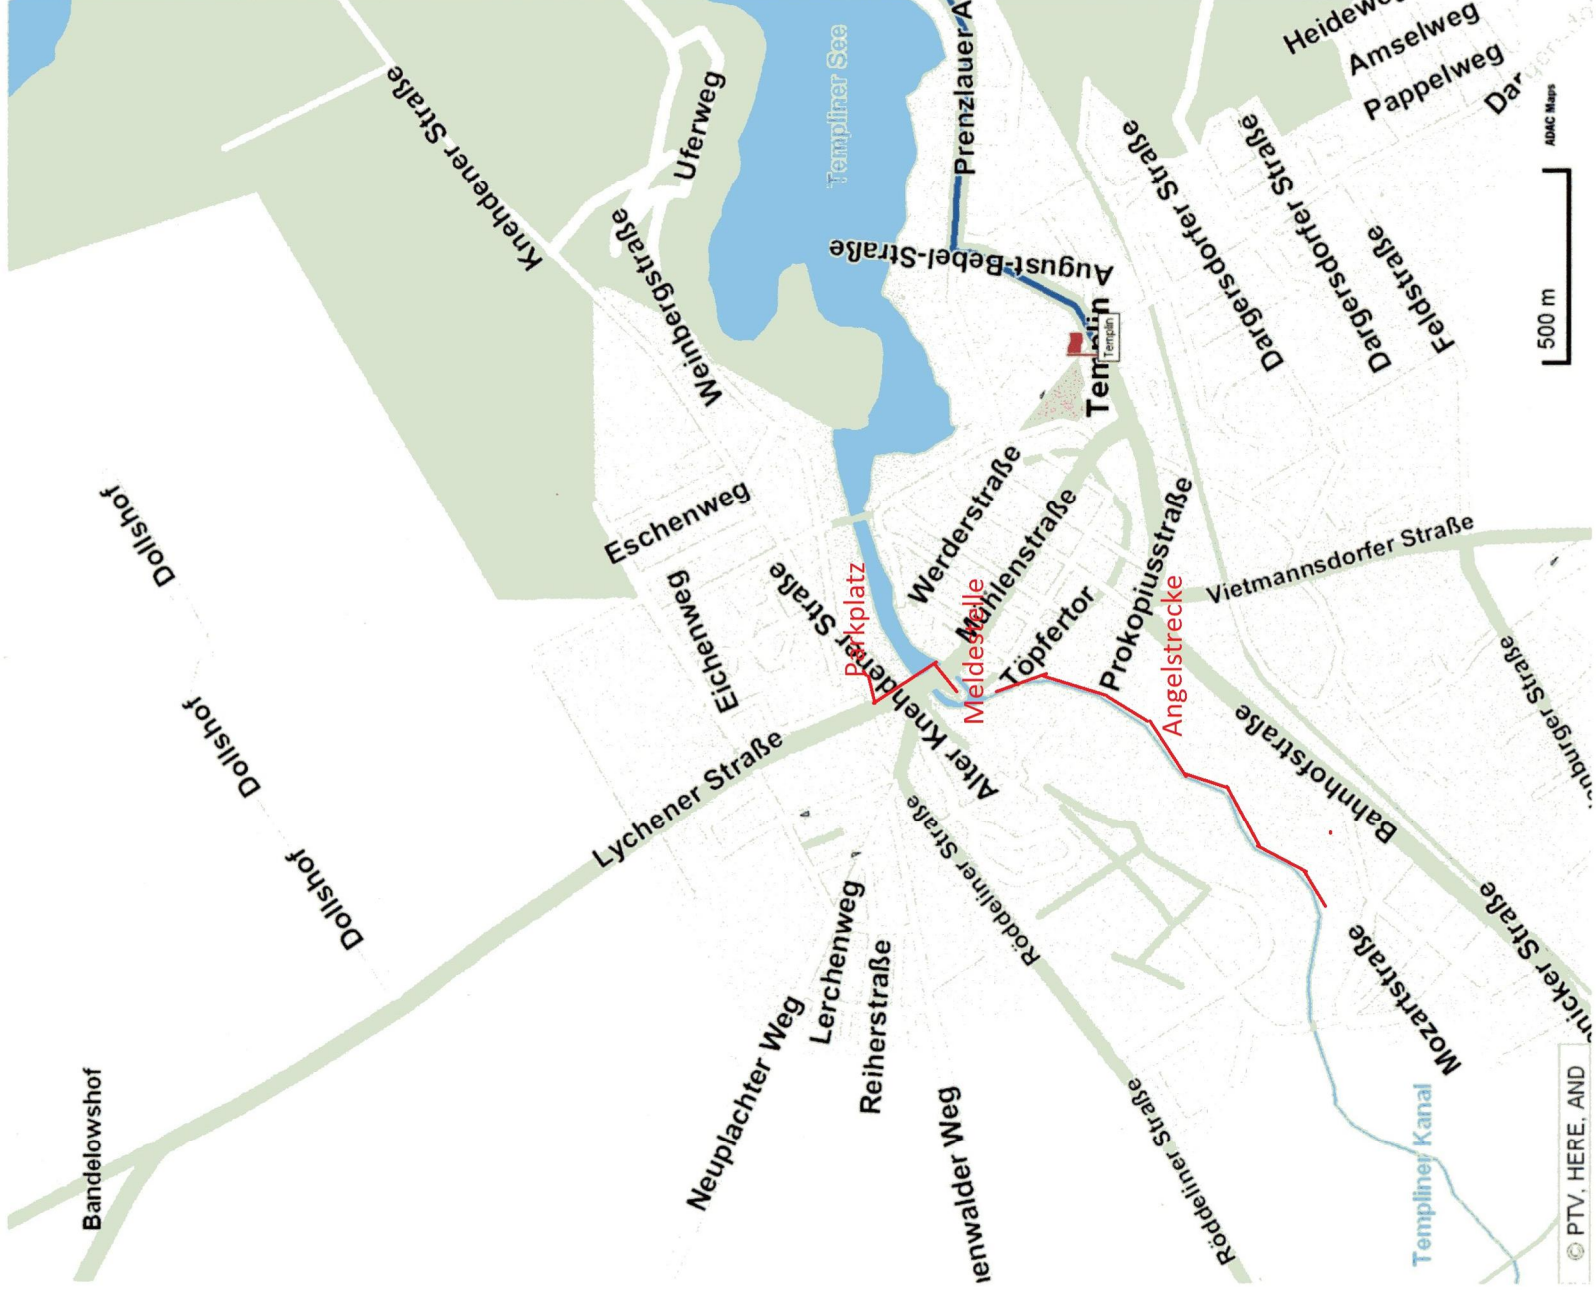 Bandelowshof
Dollshof
Dollshof
Dollshof
Lychener Straße
Knehdener Straße
Weinbergstraße
Uferweg
Eschenweg
Eichenweg
Alter Knehdener Straße
Parkplatz
Templiner See
Neuplachter Weg
Lerchenweg
Reiherstraße
Werderstraße
Mühlenstraße
Meldestelle
Töpfertor
Prokopiusstraße
Angelstrecke
August-Bebel-Straße
Prenzlauer A
Templin A
Templin
Röddeliner Straße
Röddeliner Straße
Bahnhofstraße
Mozartstraße
Templiner Kanal
Vietmannsdorfer Straße
Dargersdorfer Straße
Dargersdorfer Straße
Feldstraße
Heideweg
Amselweg
Pappelweg
500 m
ADAC Maps
© PTV, HERE, AND